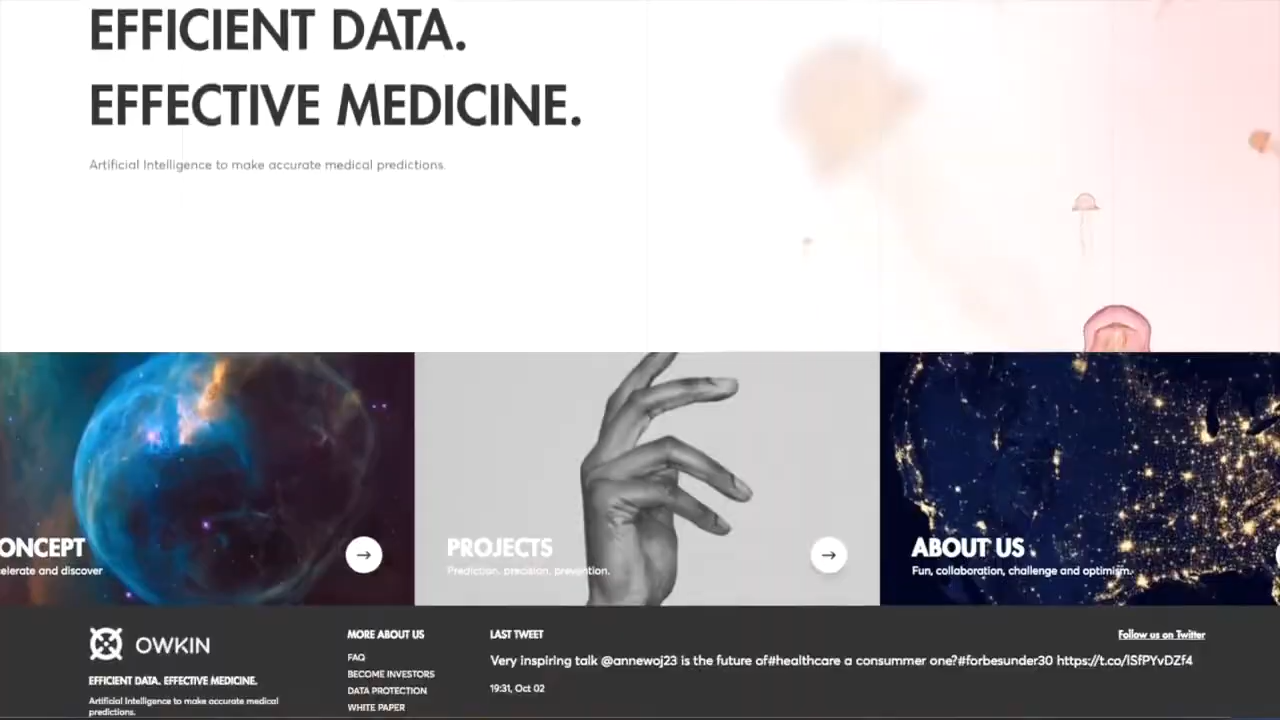 EFFICIENT DATA.
EFFECTIVE MEDICINE.
Artificial Intelligence to make accurate medical predictions.
ONCEPT
elerate and discover
PROJECTS
Prediction, precision, prevention.
ABOUT US
Fun, collaboration, challenge and optimism.
OWKIN
EFFICIENT DATA. EFFECTIVE MEDICINE.
Artificial Intelligence to make accurate medical
predictions.
MORE ABOUT US
FAQ
BECOME INVESTORS
DATA PROTECTION
WHITE PAPER
LAST TWEET
Very inspiring talk @annewoj23 is the future of#healthcare a consummer one?#forbesunder30 https://t.co/lSfPYvDZf4
19:31, Oct 02
Follow us on Twitter